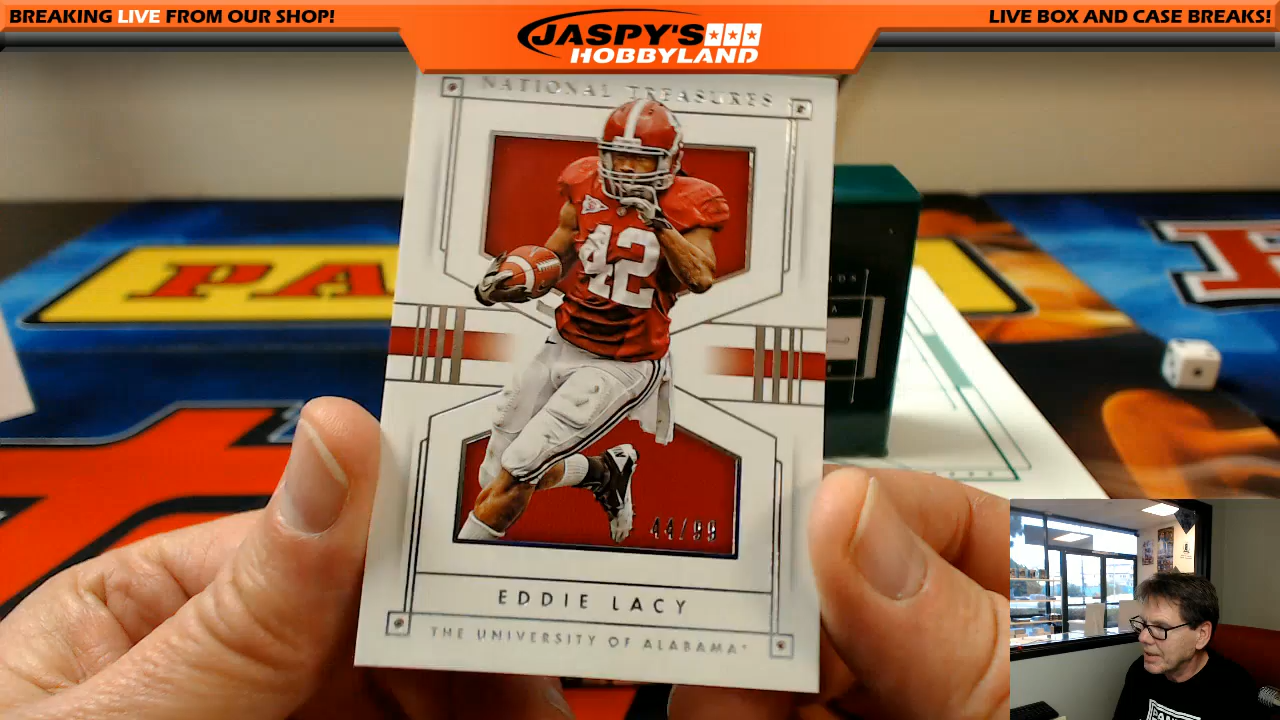 BREAKING LIVE FROM OUR SHOP!
JASPY'S
HOBBYLAND
LIVE BOX AND CASE BREAKS!
NATIONAL TREASURES
42
PA
44/99
EDDIE LACY
THE UNIVERSITY OF ALABAMA